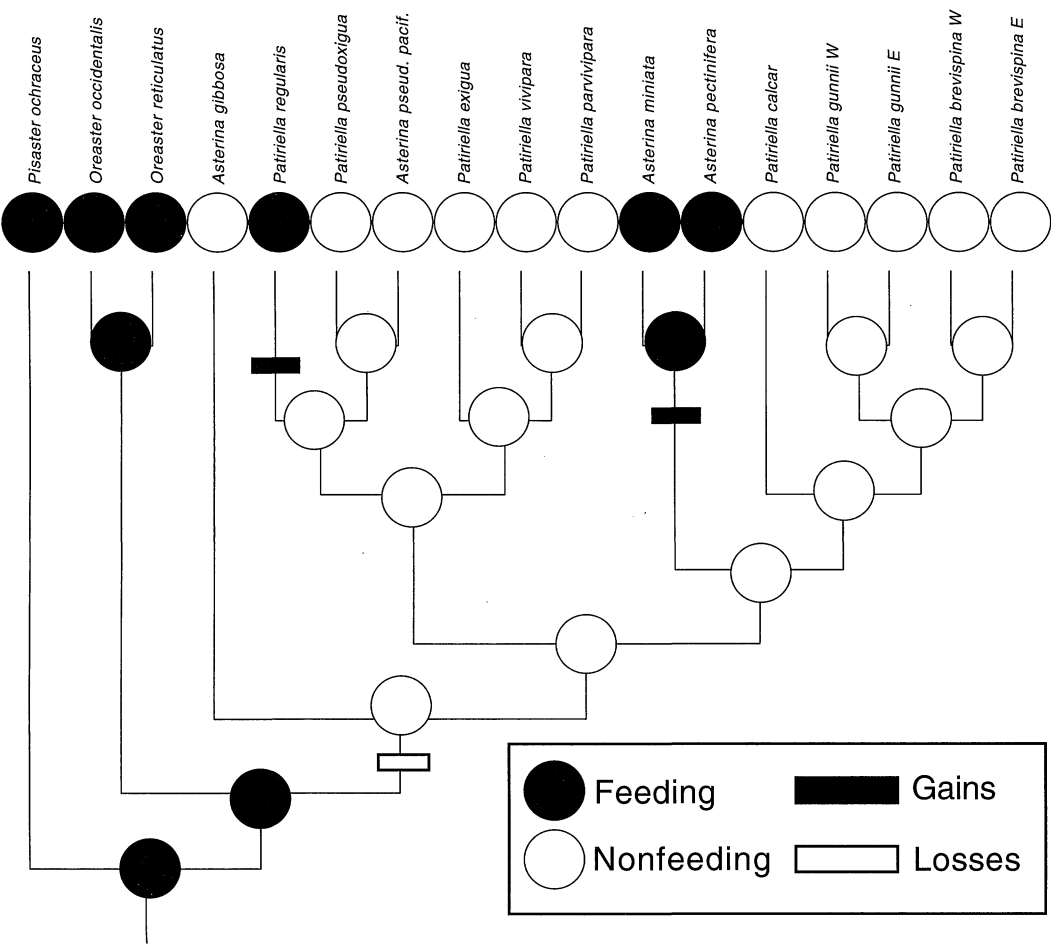 Pisaster ochraceus
Oreaster occidentalis
Oreaster reticulatus
Asterina gibbosa
Patiriella regularis
Patiriella pseudoxigua
Asterina pseud. pacif.
Patiriella exigua
Patiriella vivipara
Patiriella parvivipara
Asterina miniata
Asterina pectinifera
Patiriella calcar
Patiriella gunnii W
Patiriella gunnii E
Patiriella brevispina W
Patiriella brevispina E
Feeding
Gains
Nonfeeding
Losses